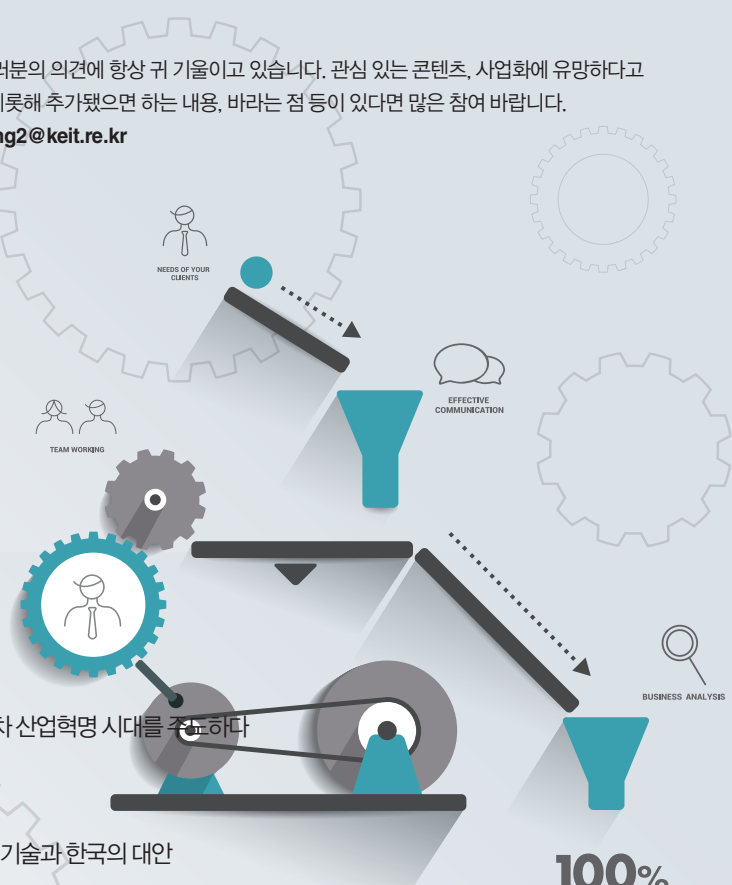 러분의 의견에 항상 귀 기울이고 있습니다. 관심 있는 콘텐츠, 사업화에 유망하다고
비롯해 추가됐으면 하는 내용, 바라는 점 등이 있다면 많은 참여 바랍니다.
ng2@keit.re.kr
NEEDS OF YOUR
CLIENTS
EFFECTIVE
COMMUNICATION
TEAM WORKING
BUSINESS ANALYSIS
차 산업혁명 시대를 주도하다
기술과 한국의 대안
100%